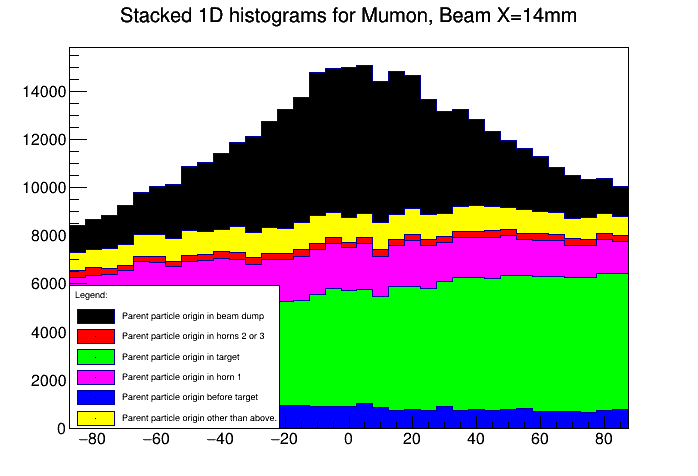 Stacked 1D histograms for Mumon, Beam X=14mm
14000
12000
10000
8000
6000
4000
2000
0
Legend:
Parent particle origin in beam dump
Parent particle origin in horns 2 or 3
Parent particle origin in target
Parent particle origin in horn 1
Parent particle origin before target
Parent particle origin other than above.
−80 −60 −40 −20 0 20 40 60 80